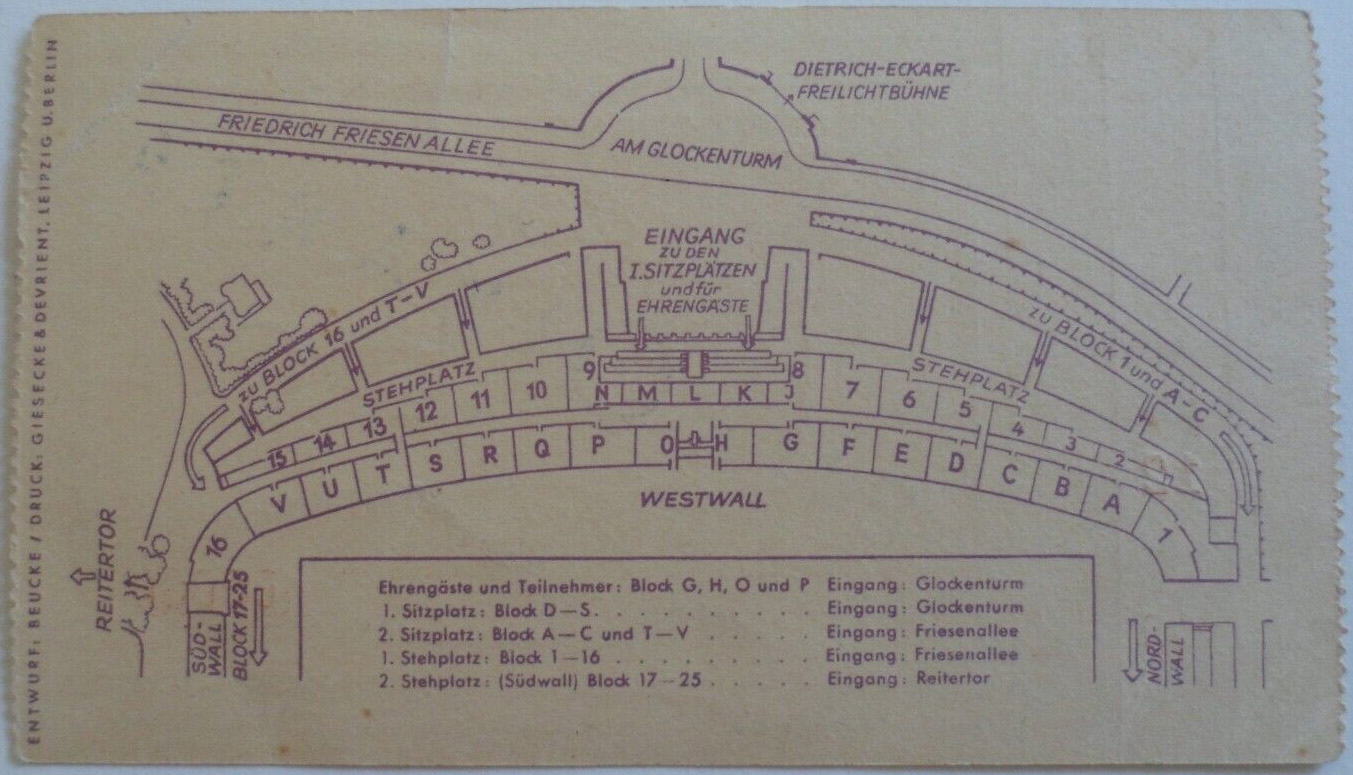 ENTWURF: BEUCKE / DRUCK: GIESECKE & DEVRIENT, LEIPZIG U. BERLIN
DIETRICH-ECKART-
FREILICHTBÜHNE
FRIEDRICH FRIESEN ALLEE
AM GLOCKENTURM
EINGANG
ZU DEN
I. SITZPLÄTZEN
und für
EHRENGÄSTE
zu BLOCK 16 und T–V
zu BLOCK 1 und A–C
STEHPLATZ
STEHPLATZ
15 14 13 12 11 10 9 8 7 6 5 4 3 2
N M L K J
V U T S R Q P O H G F E D C B A
16
1
WESTWALL
REITERTOR
SÜD-
WALL
BLOCK 17-25
NORD-
WALL
Ehrengäste und Teilnehmer: Block G, H, O und P Eingang: Glockenturm
1. Sitzplatz: Block D—S. . . . . . . . . . Eingang: Glockenturm
2. Sitzplatz: Block A—C und T—V . . . . . Eingang: Friesenallee
1. Stehplatz: Block 1—16 . . . . . . . . . Eingang: Friesenallee
2. Stehplatz: (Südwall) Block 17—25 . . . . . Eingang: Reitertor